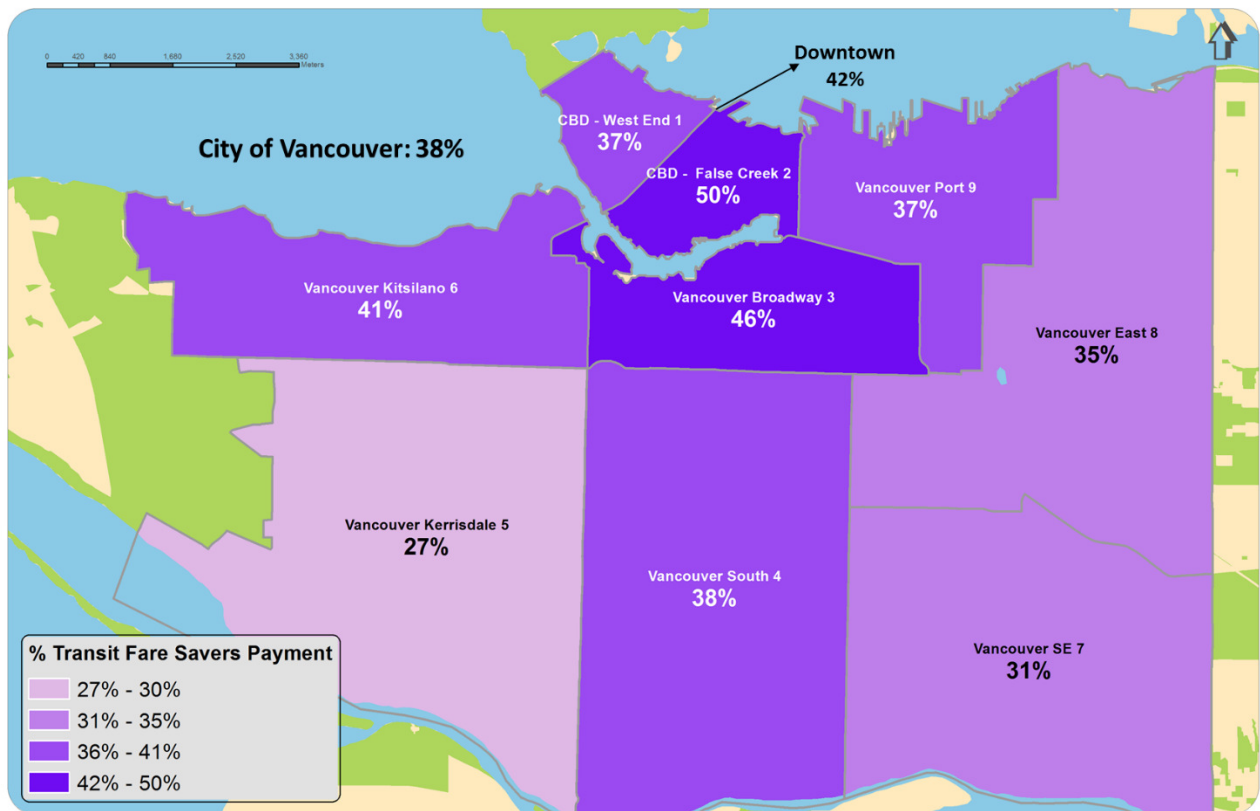 0 420 840 1,680 2,520 3,360
Meters
Downtown
42%
City of Vancouver: 38%
CBD - West End 1
37%
CBD - False Creek 2
50%
Vancouver Port 9
37%
Vancouver Kitsilano 6
41%
Vancouver Broadway 3
46%
Vancouver East 8
35%
Vancouver Kerrisdale 5
27%
Vancouver South 4
38%
Vancouver SE 7
31%
% Transit Fare Savers Payment
27% - 30%
31% - 35%
36% - 41%
42% - 50%